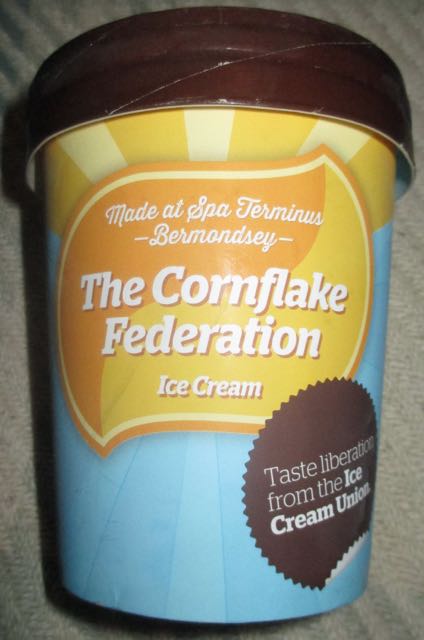 Made at Spa Terminus
–Bermondsey–
The Cornflake
Federation
Ice Cream
Taste liberation
from the Ice
Cream Union.